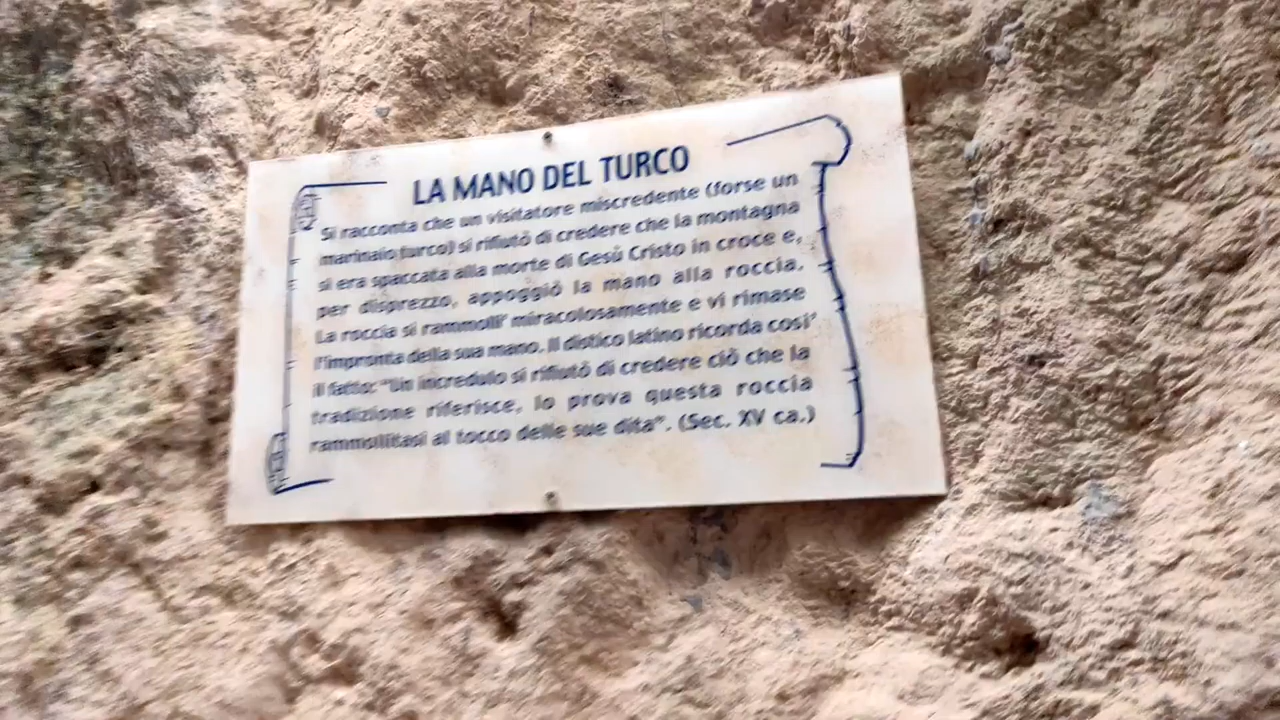 LA MANO DEL TURCO
Si racconta che un visitatore miscredente (forse un
marinaio turco) si rifiutò di credere che la montagna
si era spaccata alla morte di Gesù Cristo in croce e,
per disprezzo, appoggiò la mano alla roccia.
La roccia si rammolli' miracolosamente e vi rimase
l'impronta della sua mano. Il distico latino ricorda cosi'
il fatto: "Un incredulo si rifiutò di credere ciò che la
tradizione riferisce, lo prova questa roccia
rammollitasi al tocco delle sue dita". (Sec. XV ca.)